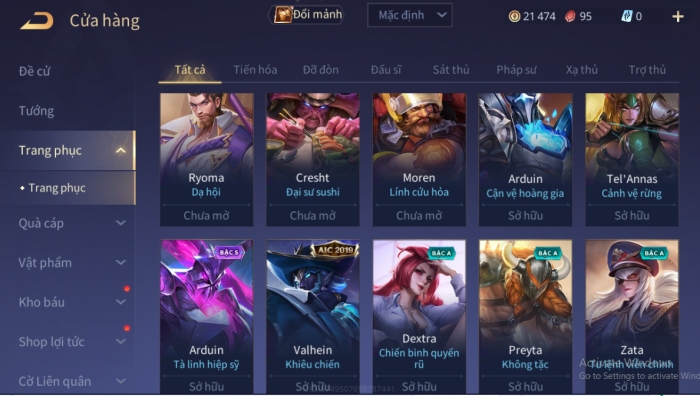 Cửa hàng
Đổi mảnh
Mặc định
21 474
95
0
Đề cử
Tướng
Trang phục
Trang phục
Quà cáp
Vật phẩm
Kho báu
Shop lợi tức
Cờ Liên quân
Tất cả
Tiến hóa
Đỡ đòn
Đấu sĩ
Sát thủ
Pháp sư
Xạ thủ
Trợ thủ
Ryoma
Dạ hội
Chưa mở
Cresht
Đại sư sushi
Chưa mở
Moren
Lính cứu hỏa
Chưa mở
Arduin
Cận vệ hoàng gia
Sở hữu
Tel'Annas
Cảnh vệ rừng
Sở hữu
BẬC S
Arduin
Tà linh hiệp sỹ
Sở hữu
AIC 2019
Valhein
Khiêu chiến
Sở hữu
BẬC A
Dextra
Chiến binh quyến
rũ
Sở hữu
BẬC A
Preyta
Không tặc
Sở hữu
BẬC A
Zata
Sở hữu
Activate Windows
Go to Settings to activate Wind